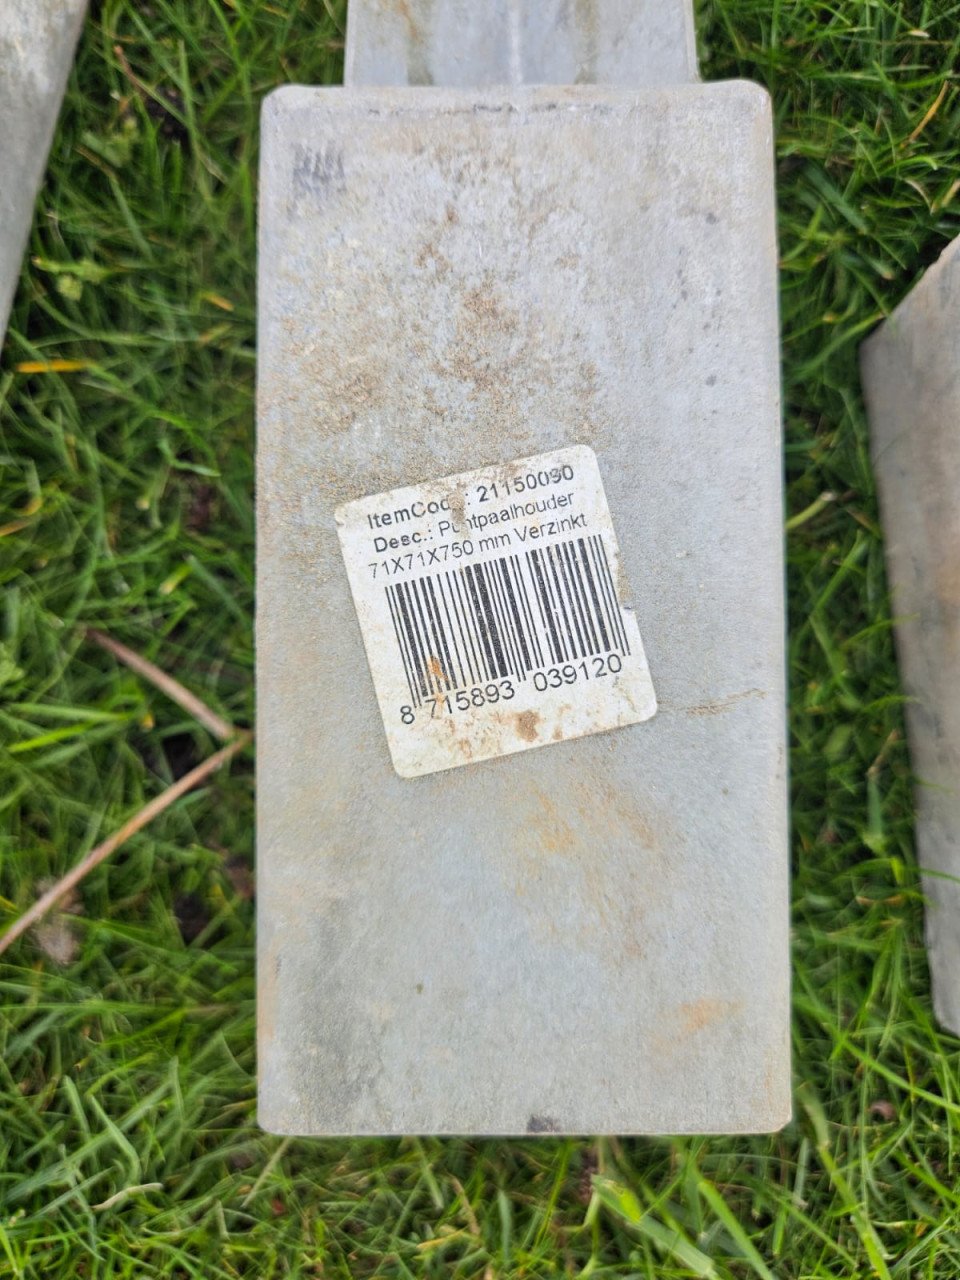 ItemCode: 21150090
Desc.: Puntpaalhouder
71X71X750 mm Verzinkt
8 715893 039120